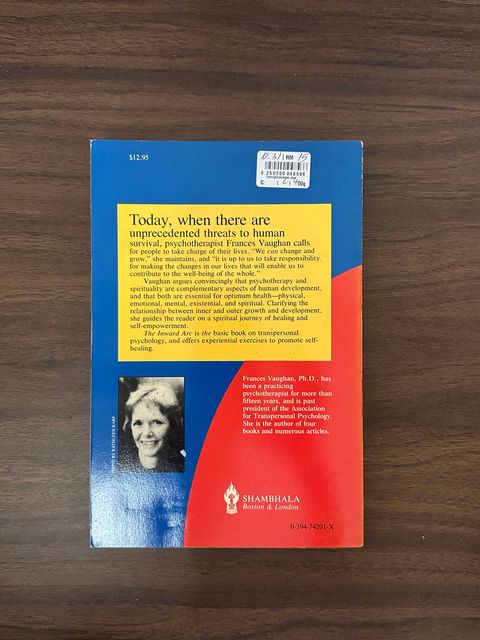 $12.95
RM 15
0 250200 048566
Today, when there are
unprecedented threats to human
survival, psychotherapist Frances Vaughan calls
for people to take charge of their lives. "We can change and
grow," she maintains, and "it is up to us to take responsibility
for making the changes in our lives that will enable us to
contribute to the well-being of the whole."
Vaughan argues convincingly that psychotherapy and
spirituality are complementary aspects of human development,
and that both are essential for optimum health—physical,
emotional, mental, existential, and spiritual. Clarifying the
relationship between inner and outer growth and development,
she guides the reader on a spiritual journey of healing and
self-empowerment.
The Inward Arc is the basic book on transpersonal
psychology, and offers experiential exercises to promote self-
healing.
Frances Vaughan, Ph.D., has
been a practicing
psychotherapist for more than
fifteen years, and is past
president of the Association
for Transpersonal Psychology.
She is the author of four
books and numerous articles.
SHAMBHALA
Boston & London
0-394-74201-X